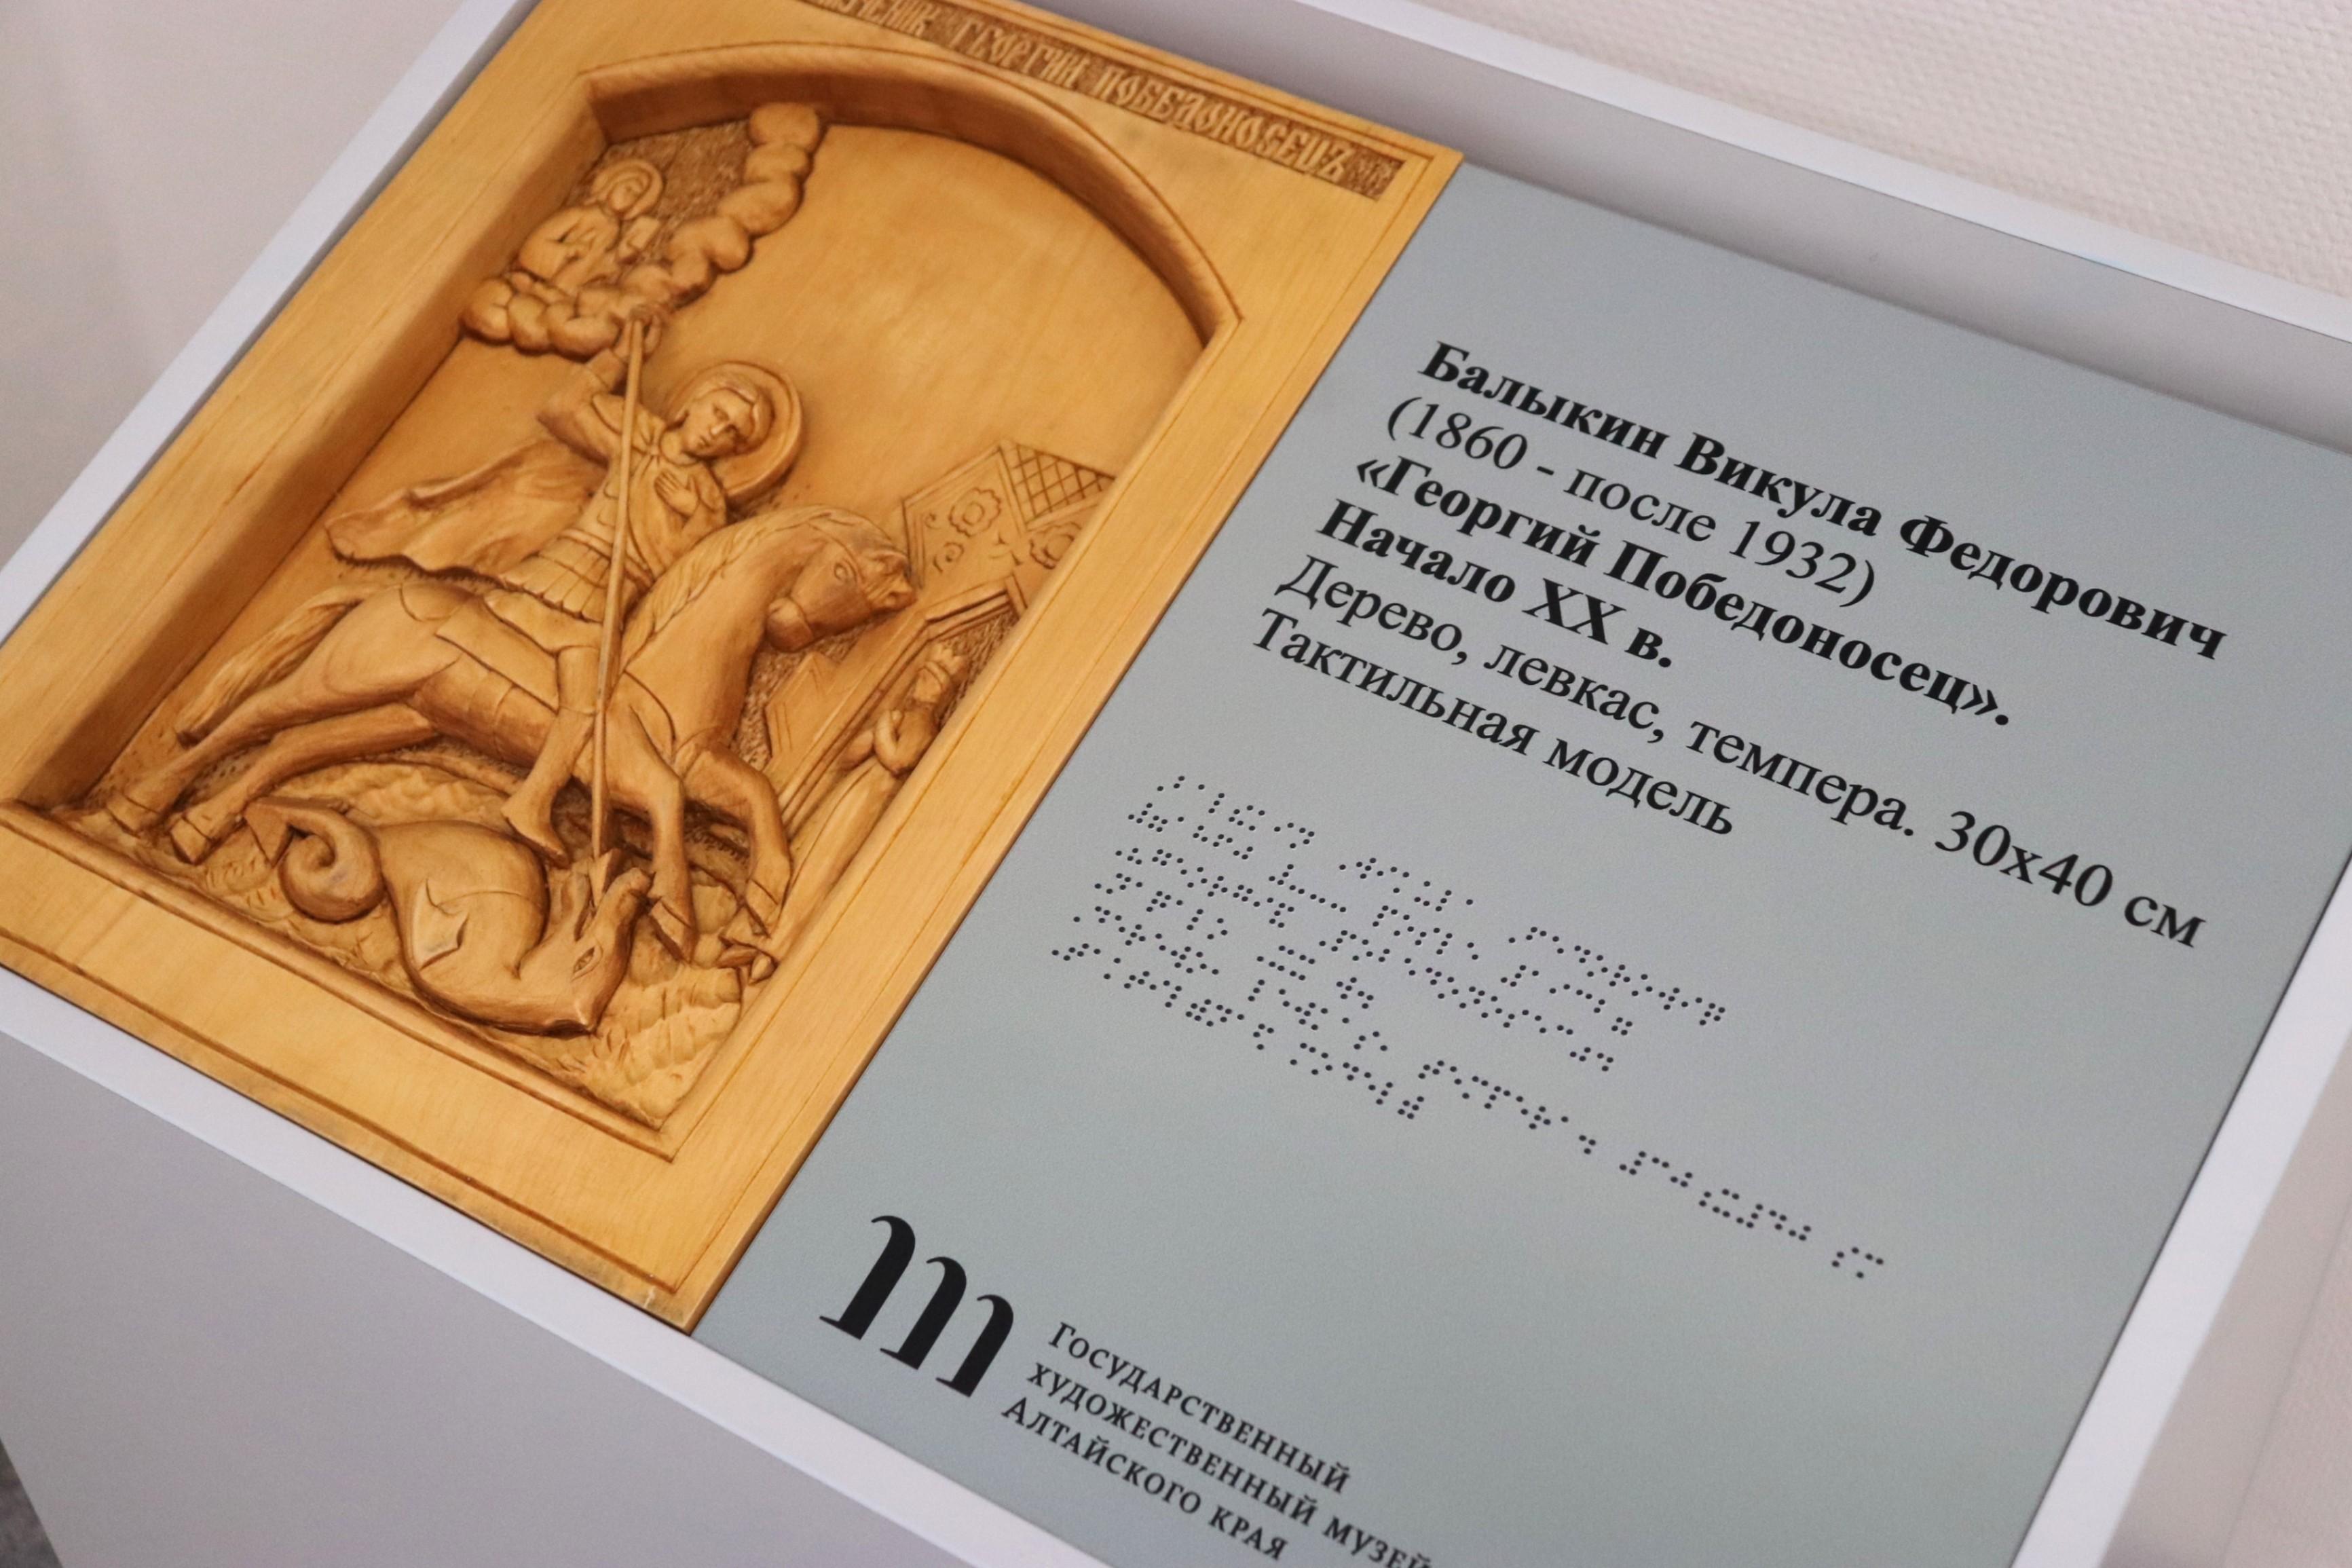 ГЕОРГИЙ ПОБЕДОНОСЕЦЪ
Балыкин Викула Федорович
(1860 - после 1932)
«Георгий Победоносец».
Начало XX в.
Дерево, левкас, темпера. 30х40 см
Тактильная модель
m
Государственный
художественный музей
Алтайского края